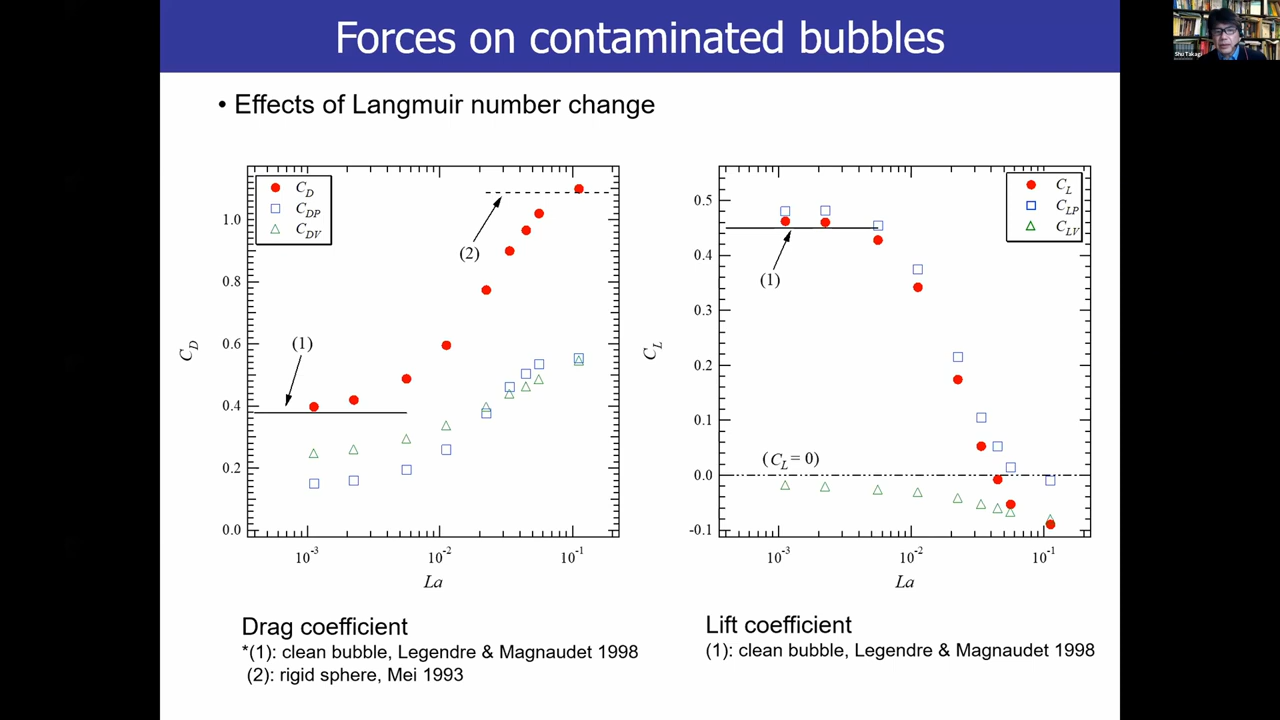 Forces on contaminated bubbles
Shu Takagi
• Effects of Langmuir number change
C_D
C_DP
C_DV
(2)
(1)
1.0
0.8
0.6
0.4
0.2
0.0
C_D
10^-3
10^-2
10^-1
La
C_L
C_LP
C_LV
(1)
(C_L = 0)
0.5
0.4
0.3
0.2
0.1
0.0
-0.1
C_L
10^-3
10^-2
10^-1
La
Drag coefficient
*(1): clean bubble, Legendre & Magnaudet 1998
(2): rigid sphere, Mei 1993
Lift coefficient
(1): clean bubble, Legendre & Magnaudet 1998